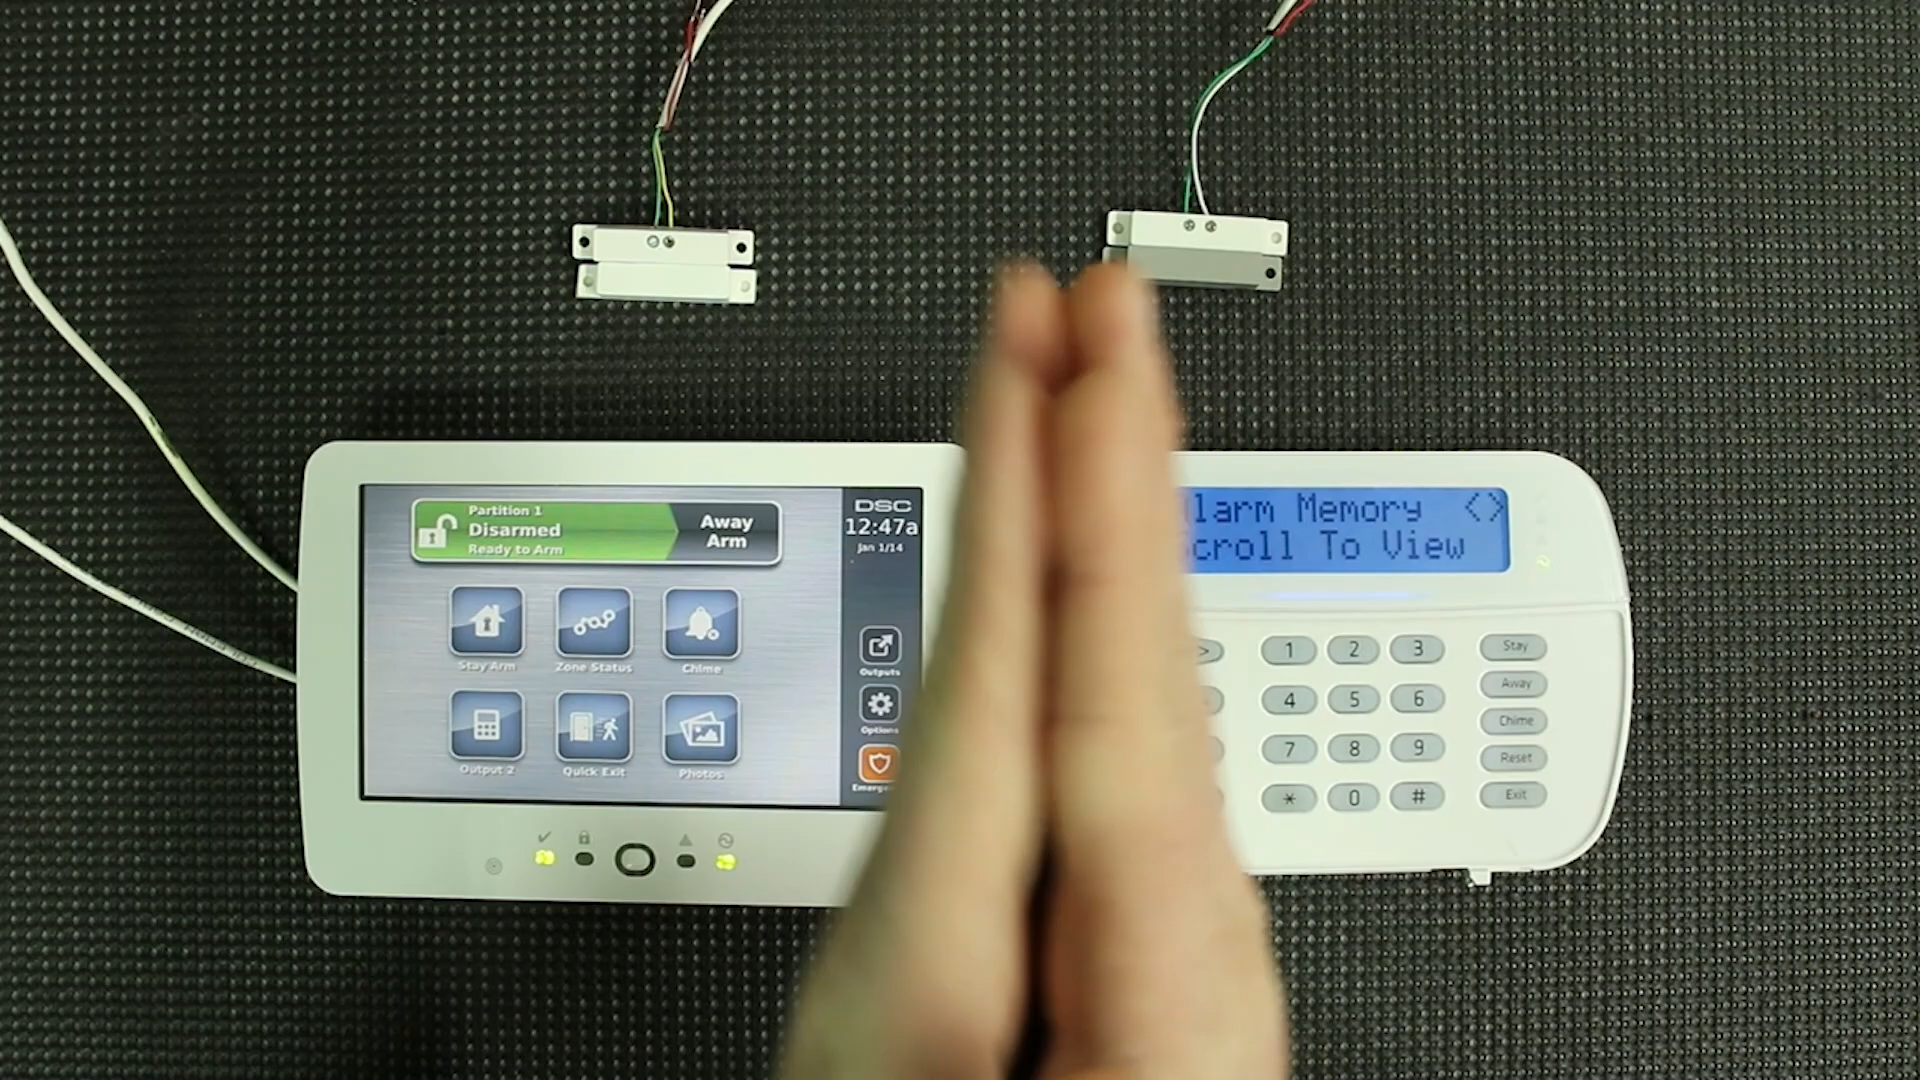 Partition 1
Disarmed
Ready to Arm
Away
Arm
DSC
12:47a
Jan 1/14
Stay Arm
Zone Status
Chime
Outputs
Options
Output 2
Quick Exit
Photos
Emerge
larm Memory <>
croll To View
>
1 2 3
Stay
4 5 6
Away
7 8 9
Chime
* 0 #
Reset
Exit